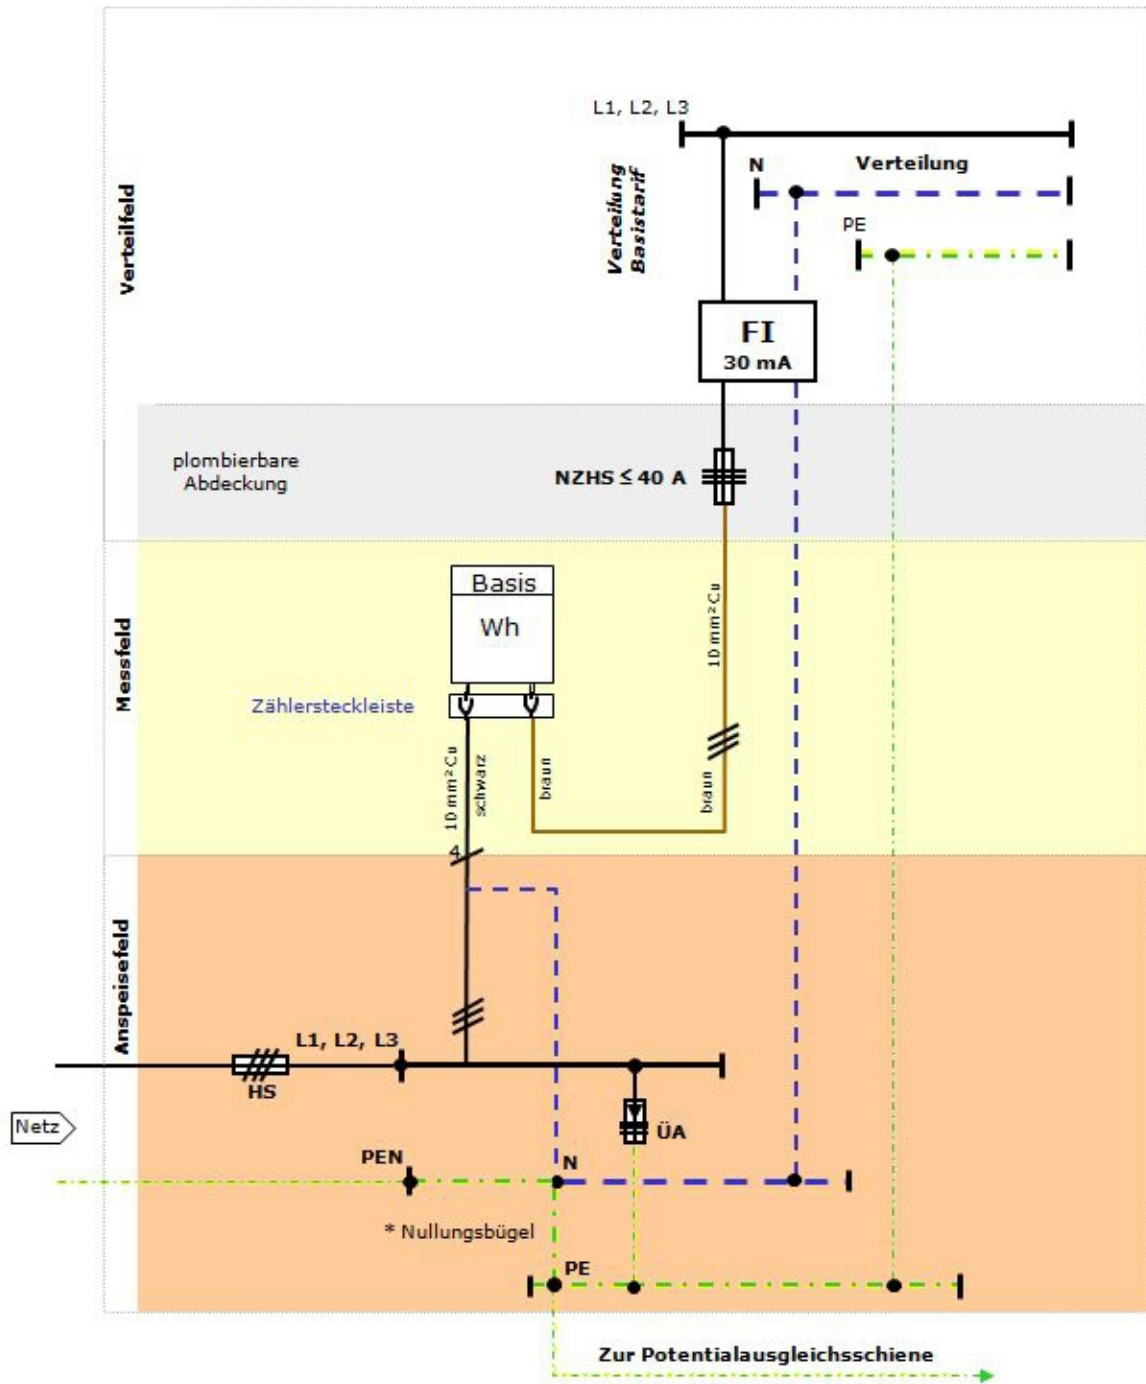 L1, L2, L3
N
Verteilung
PE
Verteilung
Basistarif
Verteilfeld
FI
30 mA
plombierbare
Abdeckung
NZHS ≤ 40 A
Messfeld
Basis
Wh
Zählersteckleiste
10 mm² Cu
schwarz
braun
braun
10 mm² Cu
4
Anspeisefeld
L1, L2, L3
HS
Netz
ÜA
PEN
N
* Nullungsbügel
PE
Zur Potentialausgleichsschiene